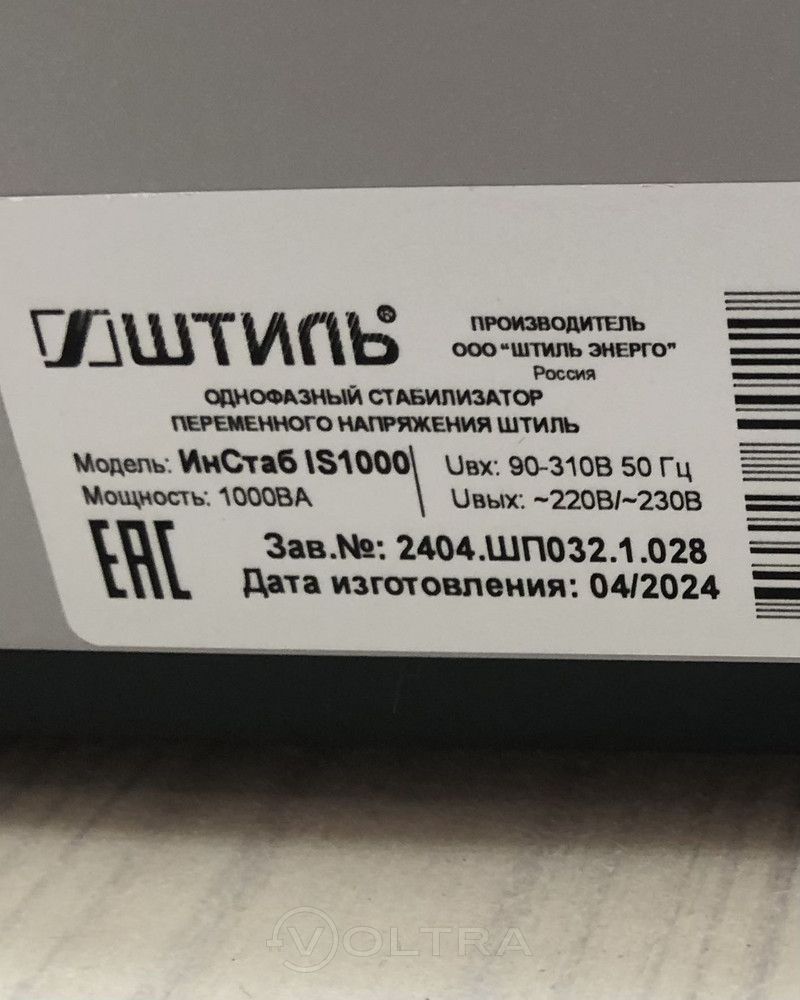 ШТИЛЬ®
ПРОИЗВОДИТЕЛЬ
ООО "ШТИЛЬ ЭНЕРГО"
Россия
ОДНОФАЗНЫЙ СТАБИЛИЗАТОР
ПЕРЕМЕННОГО НАПРЯЖЕНИЯ ШТИЛЬ
Модель: ИнСтаб IS1000
Мощность: 1000ВА
Uвх: 90-310В 50 Гц
Uвых: ~220В/~230В
EAC
Зав.№: 2404.ШП032.1.028
Дата изготовления: 04/2024
VOLTRA